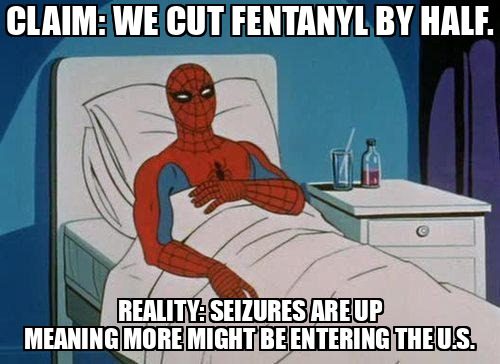 CLAIM: WE CUT FENTANYL BY HALF.
REALITY: SEIZURES ARE UP
MEANING MORE MIGHT BE ENTERING THE U.S.